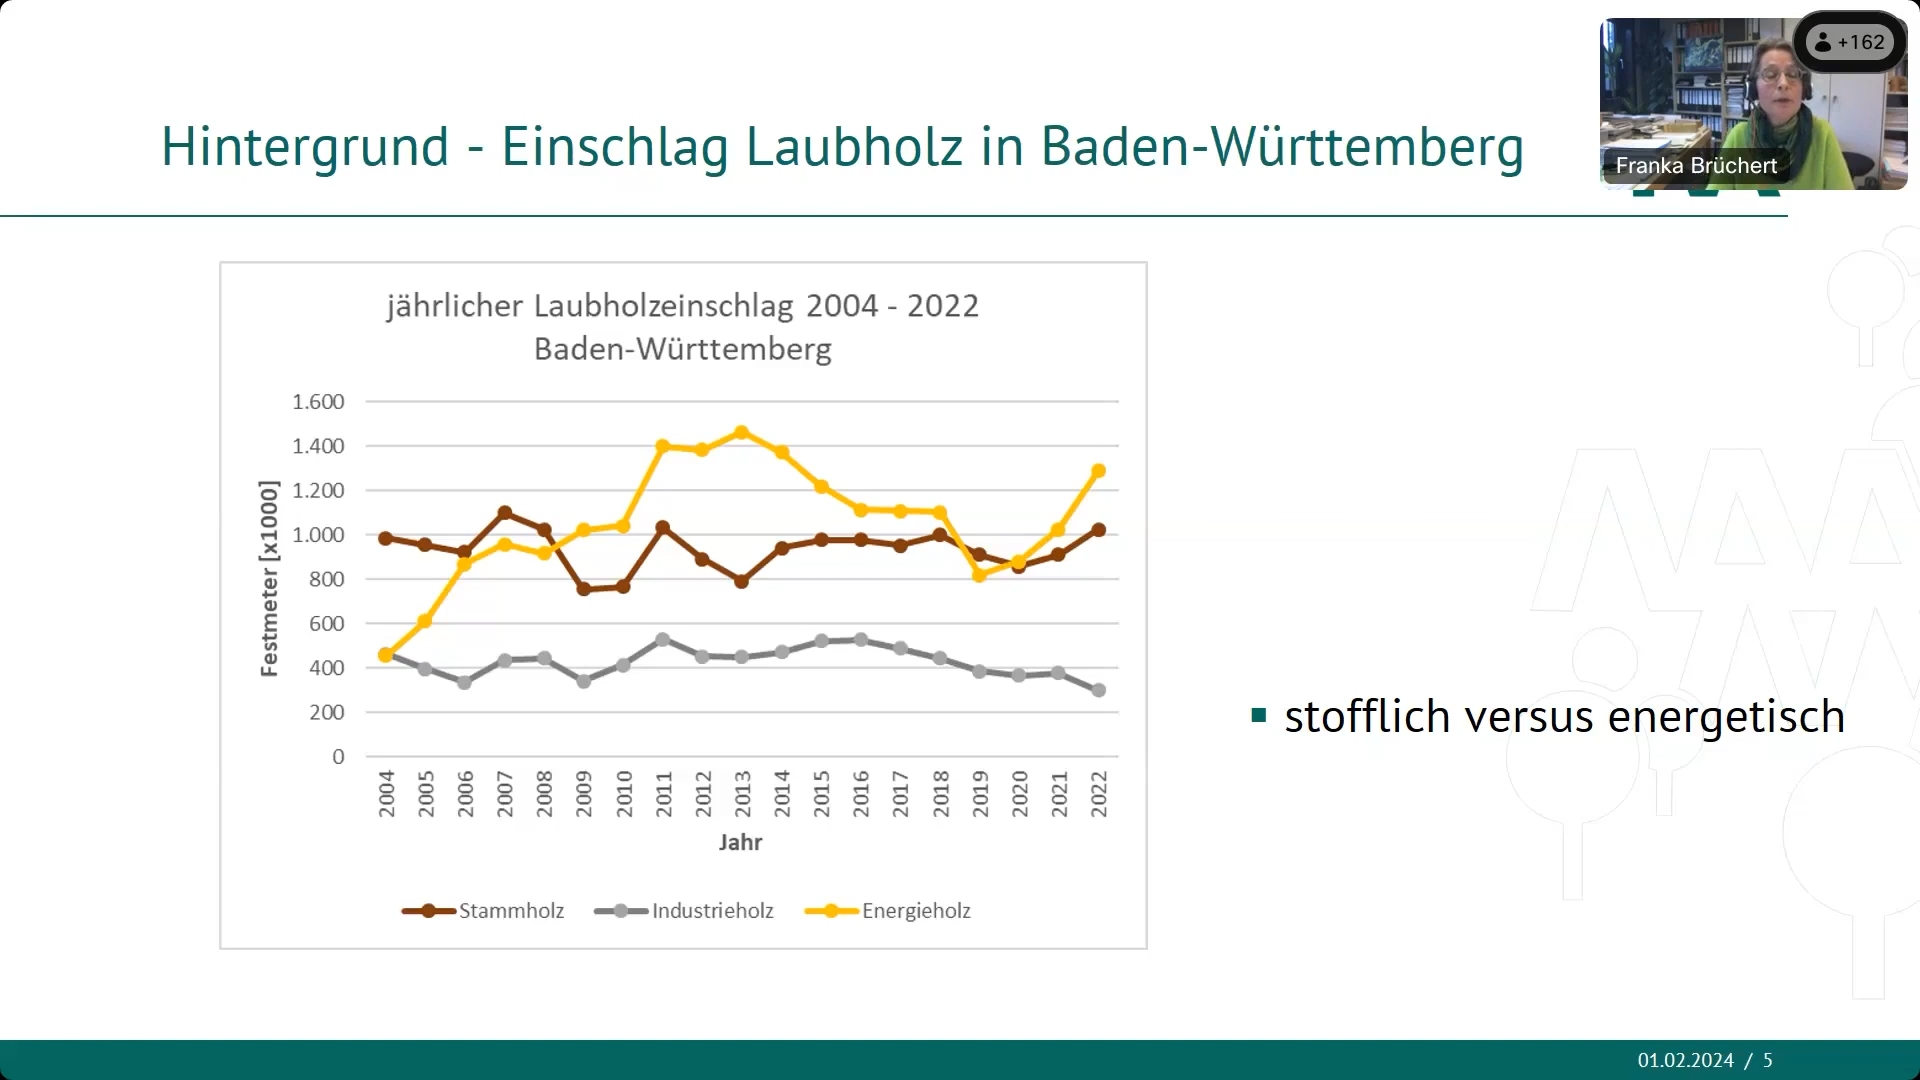 +162
Franka Brüchert
Hintergrund - Einschlag Laubholz in Baden-Württemberg
jährlicher Laubholzeinschlag 2004 - 2022
Baden-Württemberg
Festmeter [x1000]
1.600
1.400
1.200
1.000
800
600
400
200
0
2004 2005 2006 2007 2008 2009 2010 2011 2012 2013 2014 2015 2016 2017 2018 2019 2020 2021 2022
Jahr
Stammholz Industrieholz Energieholz
▪ stofflich versus energetisch
01.02.2024 / 5